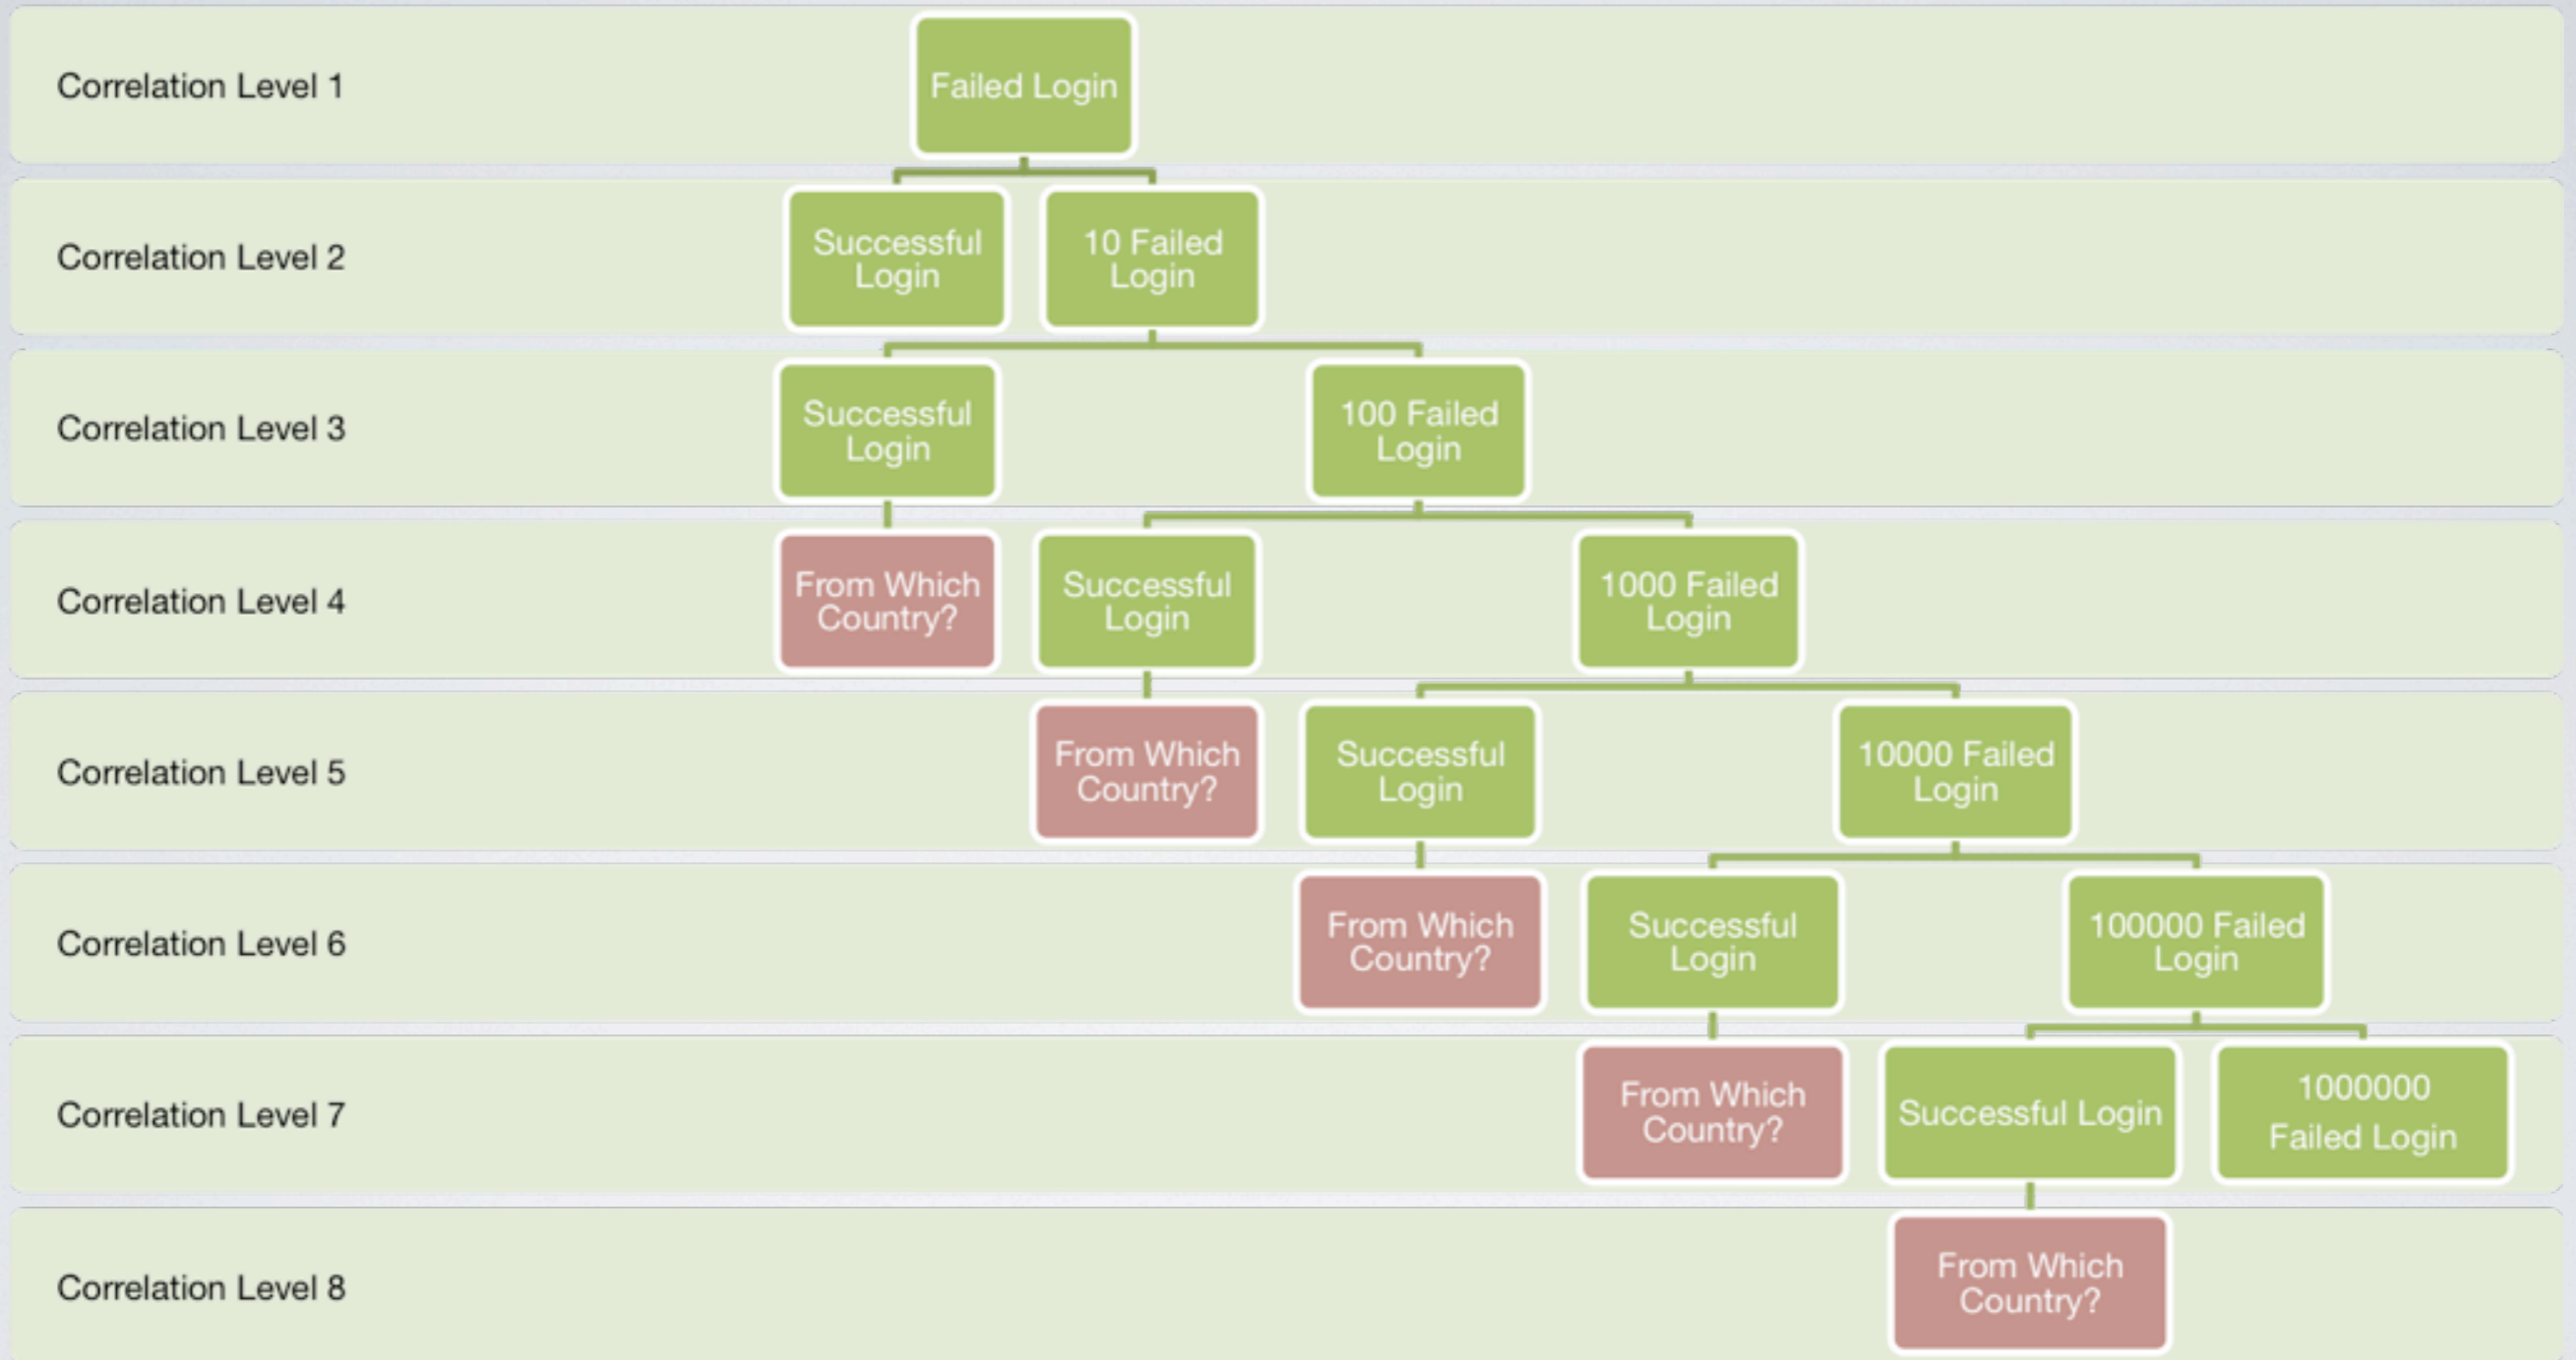 Correlation Level 1
Failed Login
Correlation Level 2
Successful
Login
10 Failed
Login
Correlation Level 3
Successful
Login
100 Failed
Login
Correlation Level 4
From Which
Country?
Successful
Login
1000 Failed
Login
Correlation Level 5
From Which
Country?
Successful
Login
10000 Failed
Login
Correlation Level 6
From Which
Country?
Successful
Login
100000 Failed
Login
Correlation Level 7
From Which
Country?
Successful Login
1000000
Failed Login
Correlation Level 8
From Which
Country?